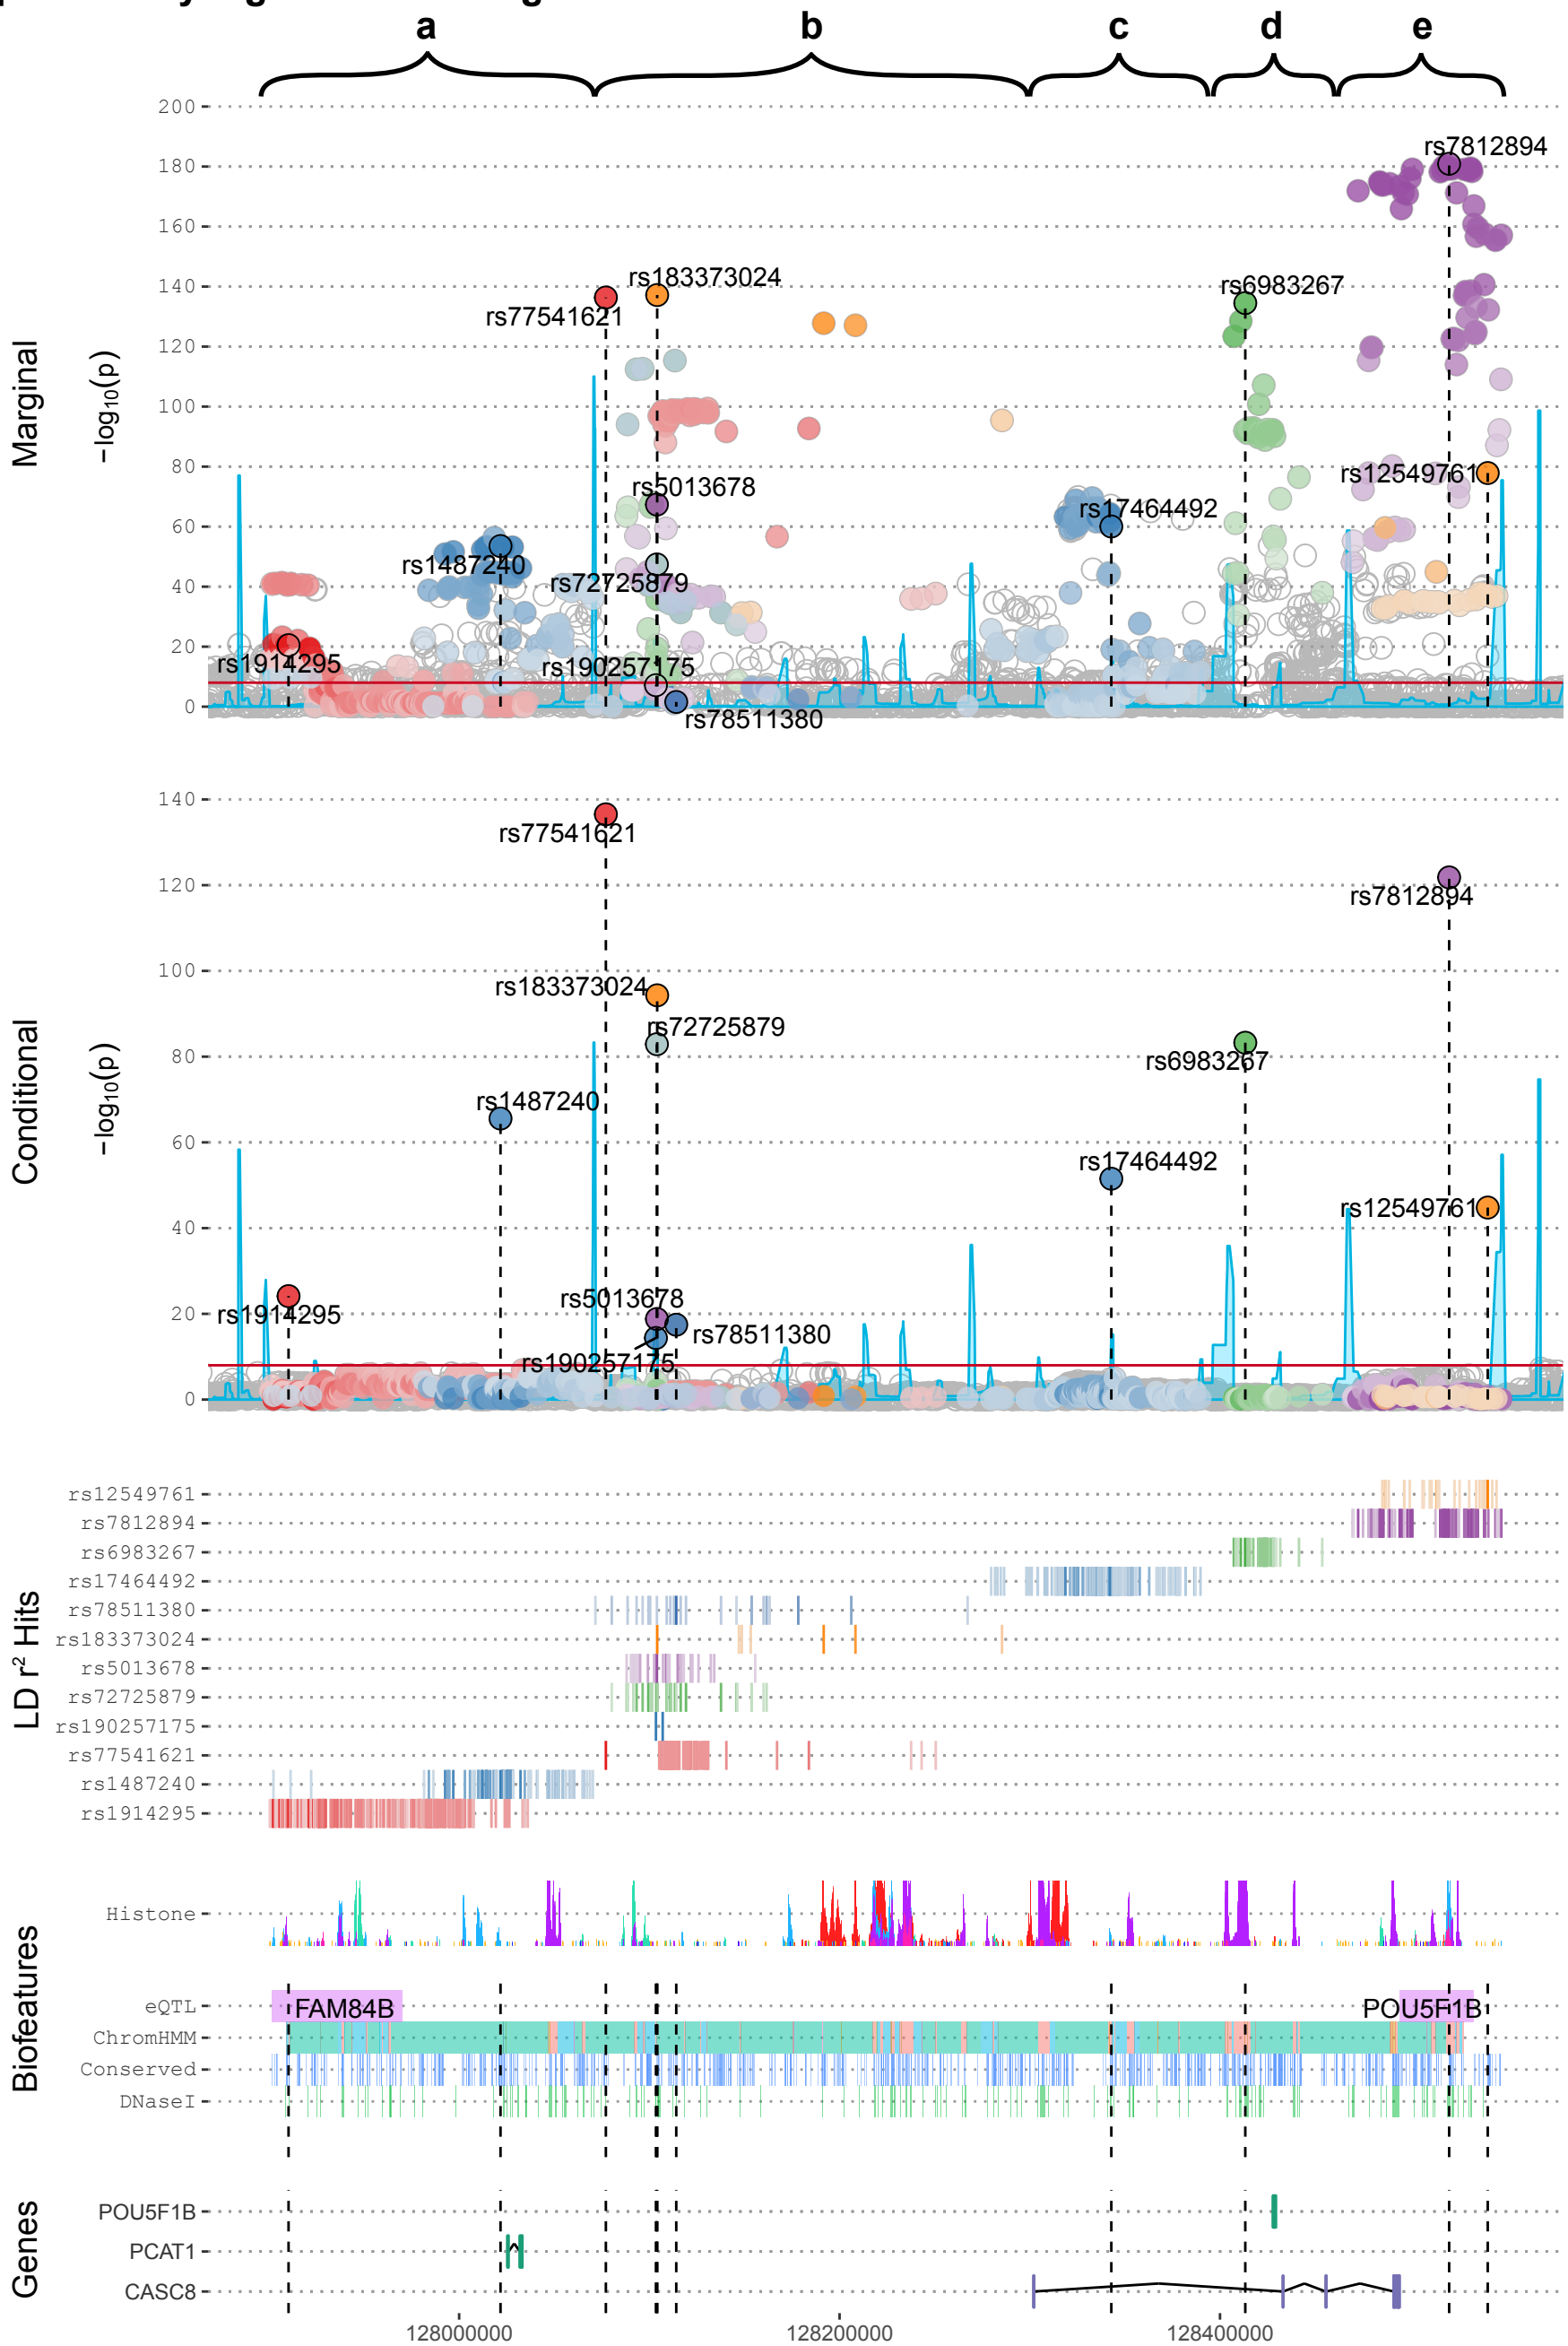 a b c d e
Marginal
−log10(p)
200
180
160
140
120
100
80
60
40
20
0
rs7812894
rs183373024
rs77541621
rs6983267
rs12549761
rs5013678
rs17464492
rs1487240
rs72725879
rs1914295
rs190257175
rs78511380
Conditional
−log10(p)
140
120
100
80
60
40
20
0
rs77541621
rs7812894
rs183373024
rs72725879
rs6983267
rs1487240
rs17464492
rs12549761
rs5013678
rs1914295
rs78511380
rs190257175
LD r² Hits
rs12549761
rs7812894
rs6983267
rs17464492
rs78511380
rs183373024
rs5013678
rs72725879
rs190257175
rs77541621
rs1487240
rs1914295
Biofeatures
Histone
eQTL
FAM84B
POU5F1B
ChromHMM
Conserved
DNaseI
Genes
POU5F1B
PCAT1
CASC8
128000000 128200000 128400000